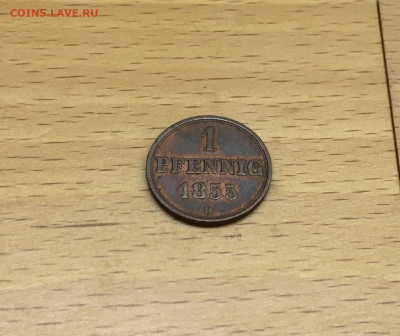 COINS.LAVE.RU
1
PFENNIG
1855